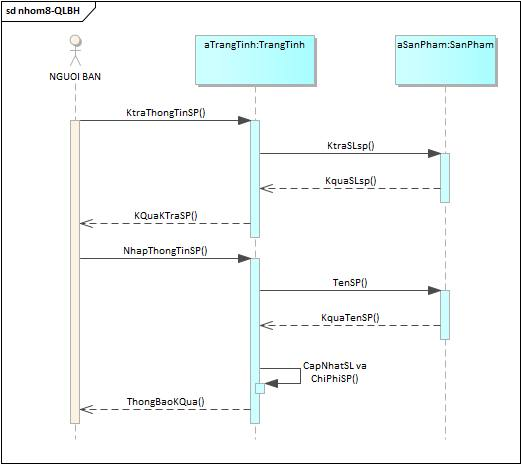 sd nhom8-QLBH
NGUOI BAN
aTrangTinh:TrangTinh
aSanPham:SanPham
KtraThongTinSP()
KtraSLsp()
KquaSLsp()
KQuaKTraSP()
NhapThongTinSP()
TenSP()
KquaTenSP()
CapNhatSL va
ChiPhiSP()
ThongBaoKQua()